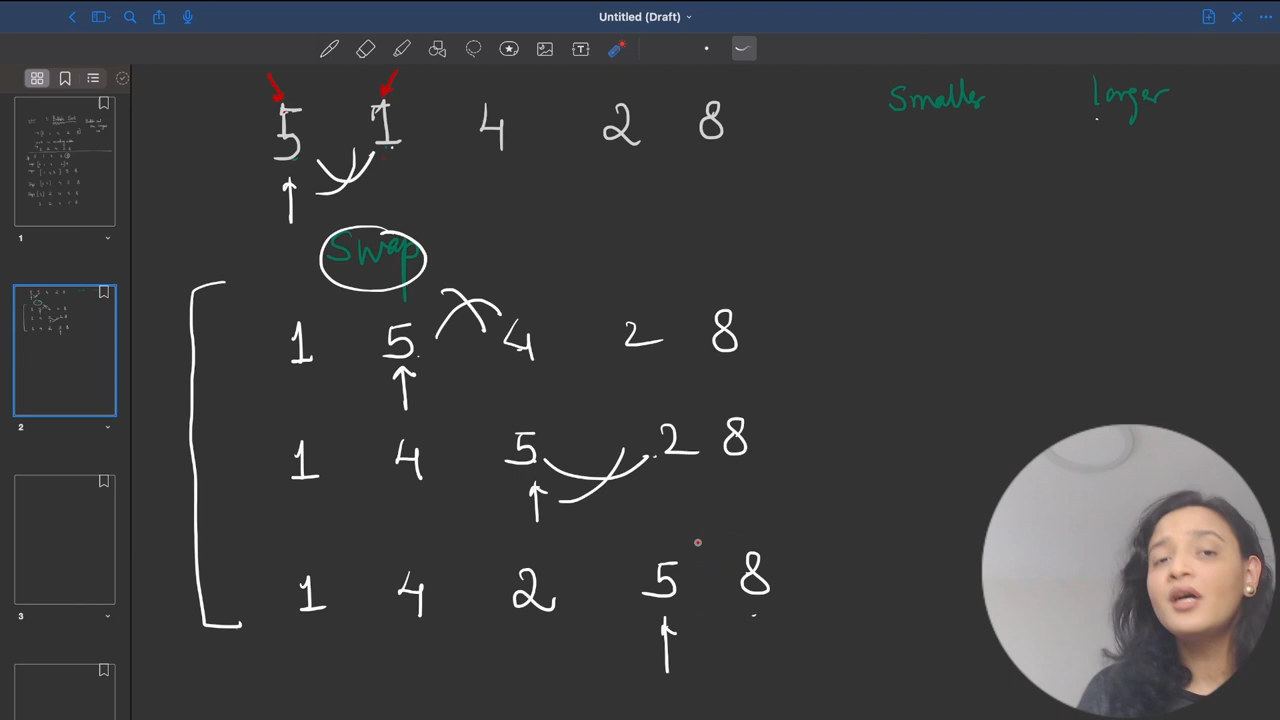 Untitled (Draft)
smaller larger
5 1 4 2 8
Swap
1 5 4 2 8
1 4 5 2 8
1 4 2 5 8
1
2
3